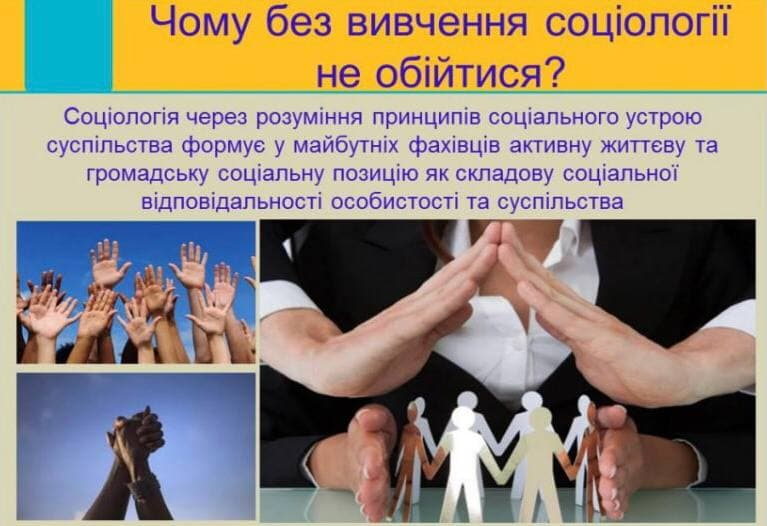 Чому без вивчення соціології
не обійтися?
Соціологія через розуміння принципів соціального устрою
суспільства формує у майбутніх фахівців активну життєву та
громадську соціальну позицію як складову соціальної
відповідальності особистості та суспільства